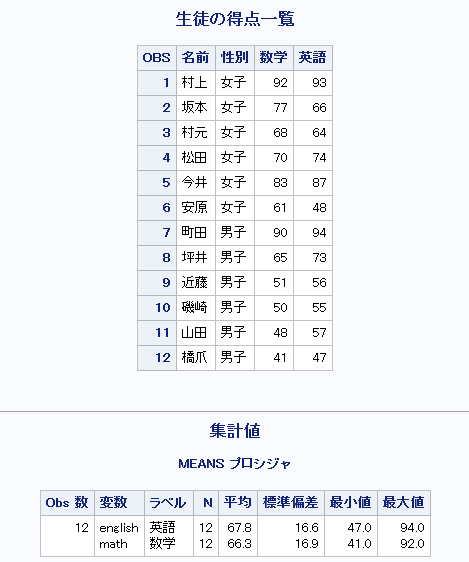 生徒の得点一覧
OBS 名前 性別 数学 英語
1 村上 女子 92 93
2 坂本 女子 77 66
3 村元 女子 68 64
4 松田 女子 70 74
5 今井 女子 83 87
6 安原 女子 61 48
7 町田 男子 90 94
8 坪井 男子 65 73
9 近藤 男子 51 56
10 磯崎 男子 50 55
11 山田 男子 48 57
12 橋爪 男子 41 47
集計値
MEANS プロシジャ
Obs 数 変数 ラベル N 平均 標準偏差 最小値 最大値
12 english 英語 12 67.8 16.6 47.0 94.0
math 数学 12 66.3 16.9 41.0 92.0